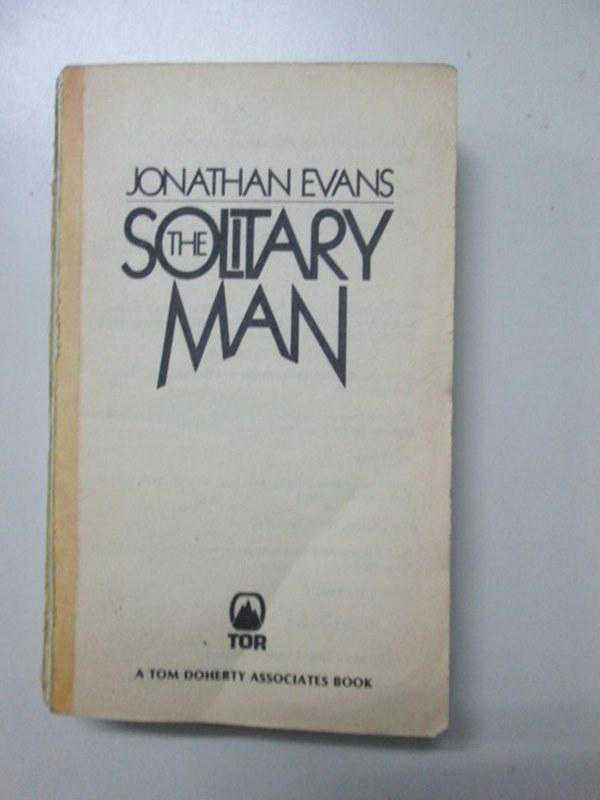 JONATHAN EVANS
THE
SOLITARY
MAN
TOR
A TOM DOHERTY ASSOCIATES BOOK